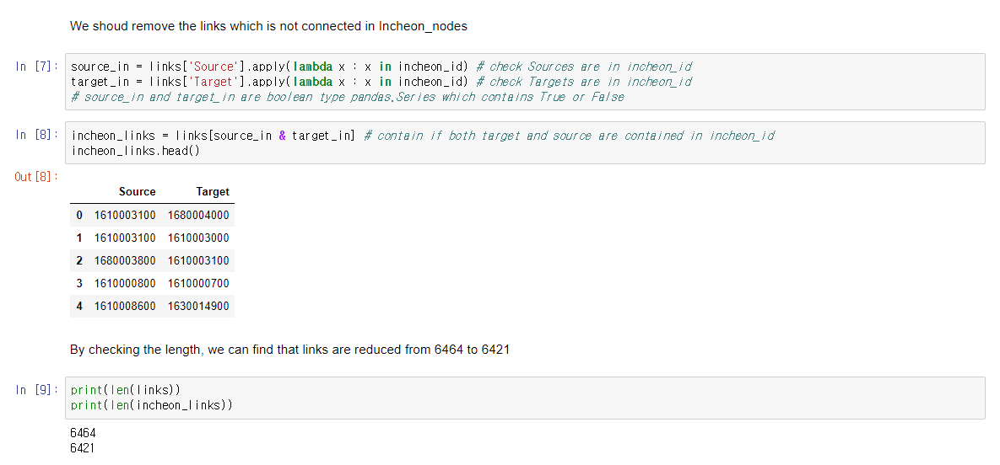 We shoud remove the links which is not connected in Incheon_nodes
In [7]: source_in = links['Source'].apply(lambda x : x in incheon_id) # check Sources are in incheon_id
target_in = links['Target'].apply(lambda x : x in incheon_id) # check Targets are in incheon_id
# source_in and target_in are boolean type pandas.Series which contains True or False
In [8]: incheon_links = links[source_in & target_in] # contain if both target and source are contained in incheon_id
incheon_links.head()
Out[8]:
Source Target
0 1610003100 1680004000
1 1610003100 1610003000
2 1680003800 1610003100
3 1610000800 1610000700
4 1610008600 1630014900
By checking the length, we can find that links are reduced from 6464 to 6421
In [9]: print(len(links))
print(len(incheon_links))
6464
6421